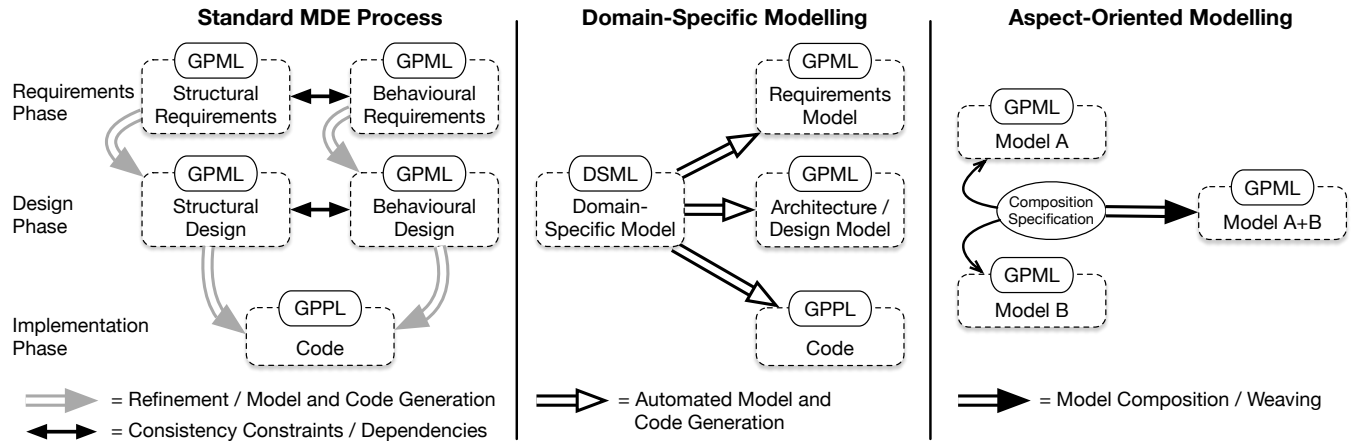 Standard MDE Process
Requirements
Phase
GPML
Structural
Requirements
GPML
Behavioural
Requirements
Design
Phase
GPML
Structural
Design
GPML
Behavioural
Design
Implementation
Phase
GPPL
Code
= Refinement / Model and Code Generation
= Consistency Constraints / Dependencies
Domain-Specific Modelling
DSML
Domain-
Specific Model
GPML
Requirements
Model
GPML
Architecture /
Design Model
GPPL
Code
= Automated Model and
Code Generation
Aspect-Oriented Modelling
GPML
Model A
Composition
Specification
GPML
Model A+B
GPML
Model B
= Model Composition / Weaving